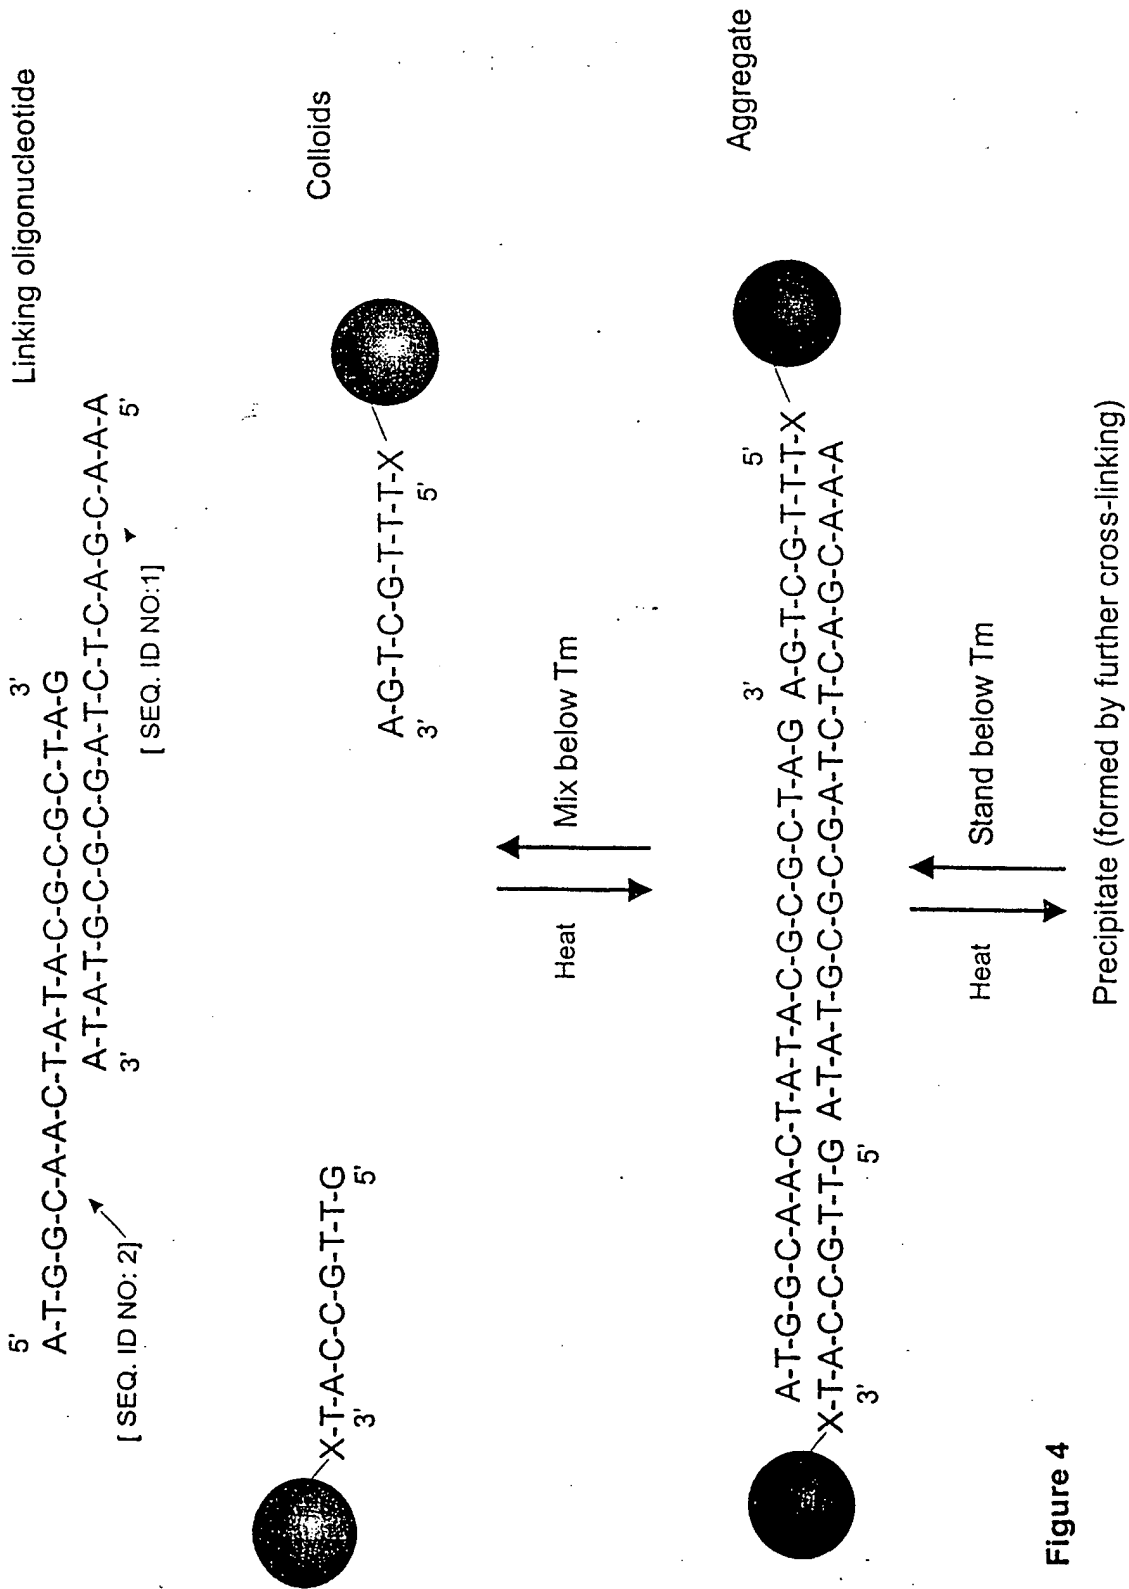 Linking oligonucleotide
5' 3'
A-T-G-G-C-A-A-C-T-A-T-A-C-G-C-G-C-T-A-G
A-T-A-T-G-C-G-C-G-A-T-C-T-C-A-G-C-A-A-A
3' 5'
[ SEQ. ID NO: 2] [ SEQ. ID NO:1]
Colloids
X-T-A-C-C-G-T-T-G
3' 5'
A-G-T-C-G-T-T-T-X
3' 5'
Heat
Mix below Tm
Aggregate
3' 5'
A-T-G-G-C-A-A-C-T-A-T-A-C-G-C-G-C-T-A-G A-G-T-C-G-T-T-T-X
X-T-A-C-C-G-T-T-G A-T-A-T-G-C-G-C-G-A-T-C-T-C-A-G-C-A-A-A
3' 5'
Heat
Stand below Tm
Precipitate (formed by further cross-linking)
Figure 4